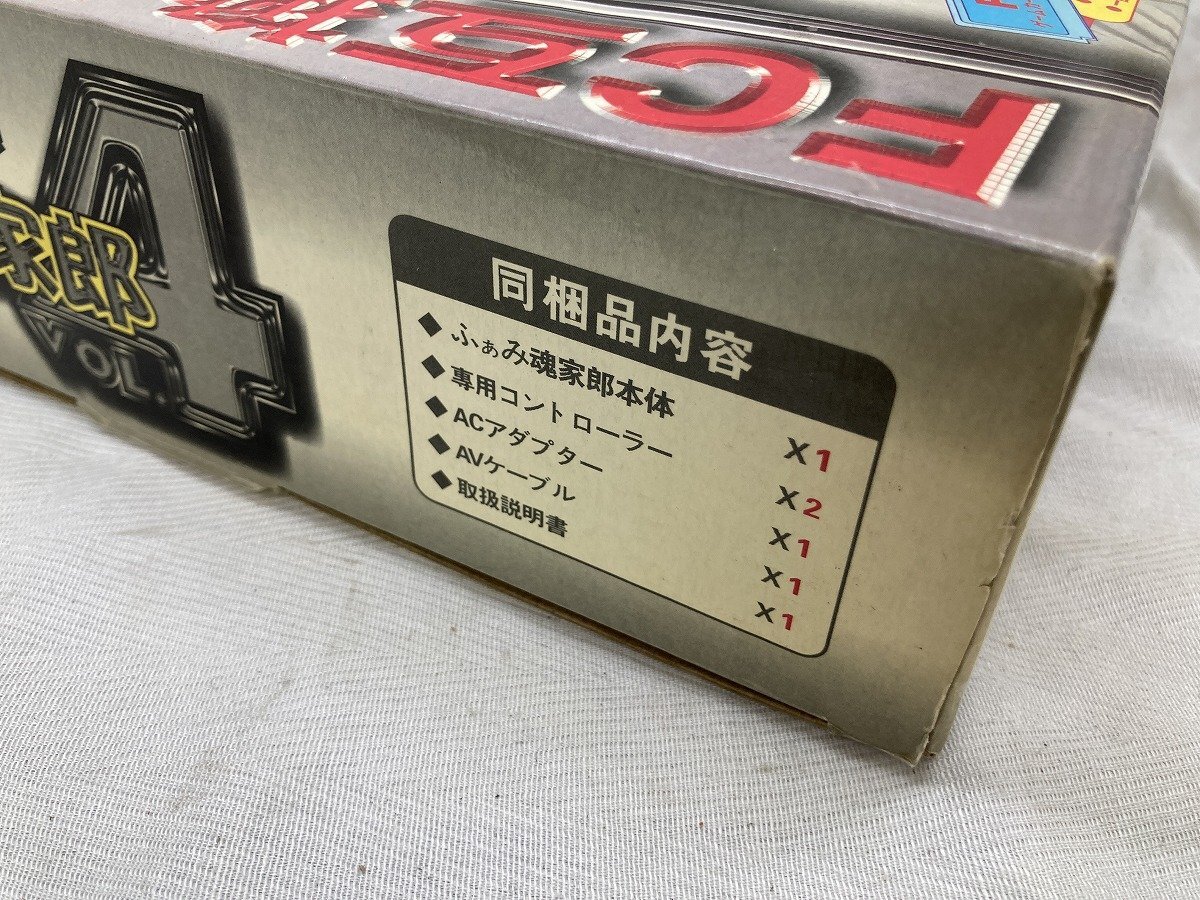 FC互換
家郎
VOL.4
同梱品内容
◆ ふぁみ魂家郎本体 X1
◆ 専用コントローラー X2
◆ ACアダプター X1
◆ AVケーブル X1
◆ 取扱説明書 X1